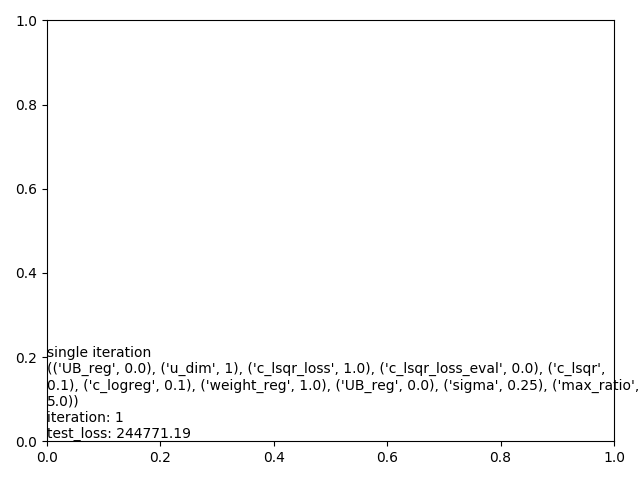 1.0
0.8
0.6
0.4
0.2
0.0
single iteration
(('UB_reg', 0.0), ('u_dim', 1), ('c_lsqr_loss', 1.0), ('c_lsqr_loss_eval', 0.0), ('c_lsqr',
0.1), ('c_logreg', 0.1), ('weight_reg', 1.0), ('UB_reg', 0.0), ('sigma', 0.25), ('max_ratio',
5.0))
iteration: 1
test_loss: 244771.19
0.0 0.2 0.4 0.6 0.8 1.0